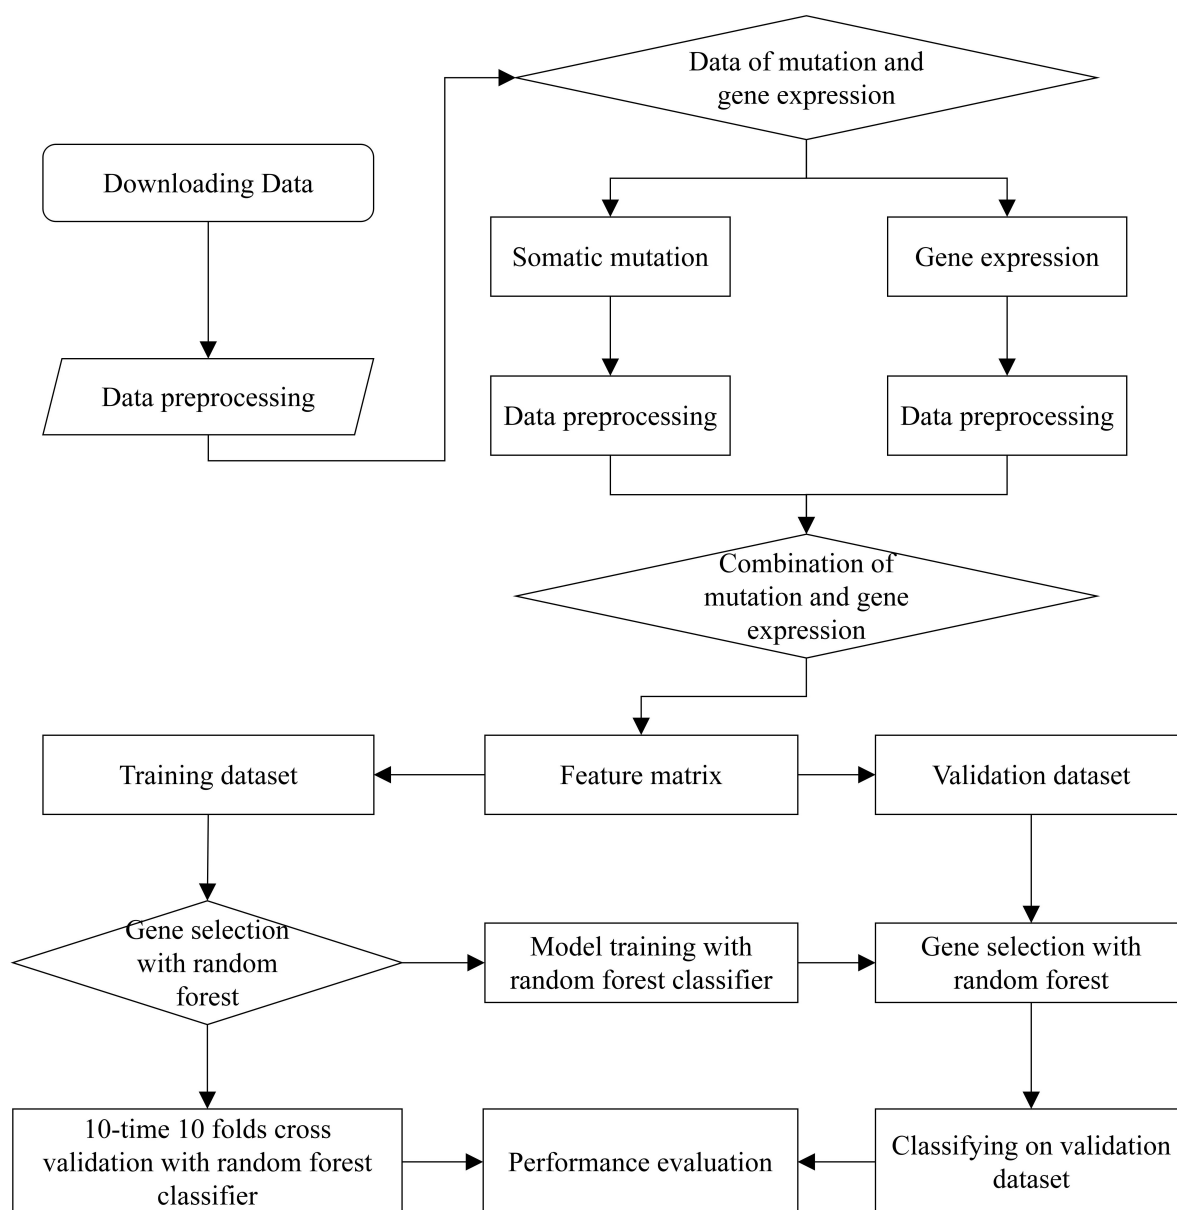 Data of mutation and
gene expression
Downloading Data
Somatic mutation
Gene expression
Data preprocessing
Data preprocessing
Data preprocessing
Combination of
mutation and gene
expression
Training dataset
Feature matrix
Validation dataset
Gene selection
with random
forest
Model training with
random forest classifier
Gene selection with
random forest
10-time 10 folds cross
validation with random forest
classifier
Performance evaluation
Classifying on validation
dataset